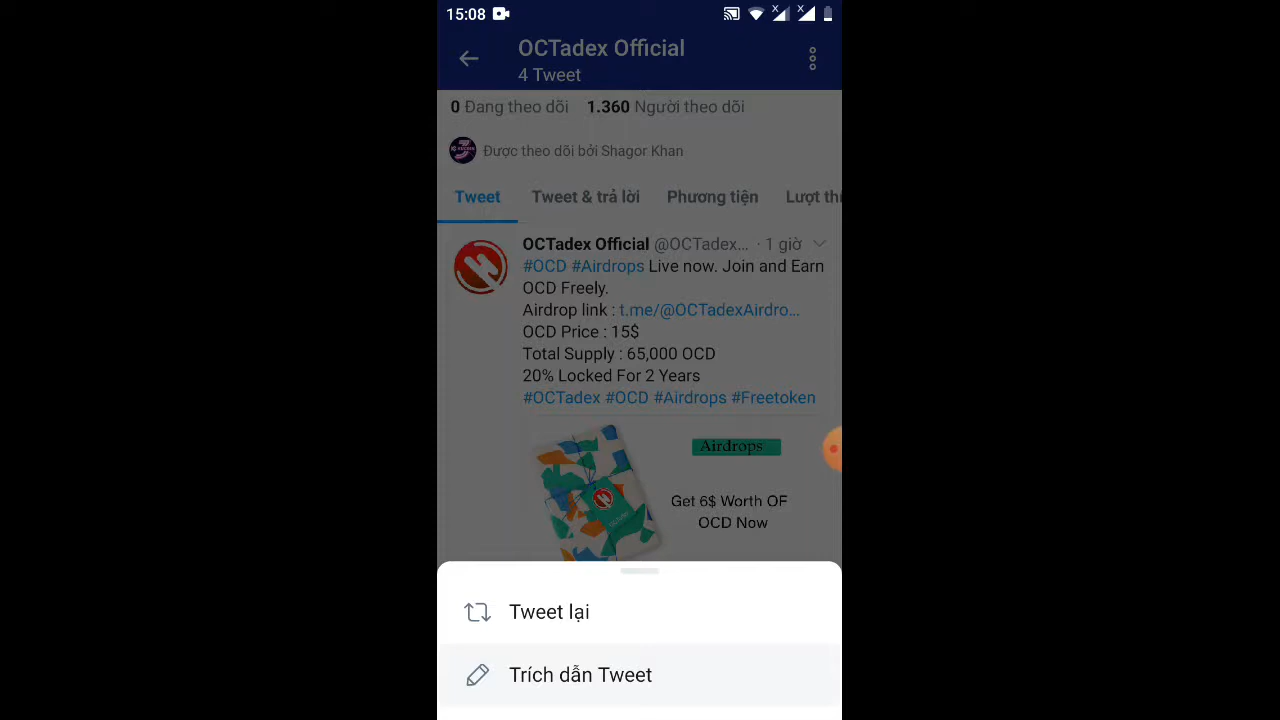 15:08
OCTadex Official
4 Tweet
0 Đang theo dõi 1.360 Người theo dõi
Được theo dõi bởi Shagor Khan
Tweet Tweet & trả lời Phương tiện Lượt thí
OCTadex Official @OCTadex... · 1 giờ
#OCD #Airdrops Live now. Join and Earn
OCD Freely.
Airdrop link : t.me/@OCTadexAirdro...
OCD Price : 15$
Total Supply : 65,000 OCD
20% Locked For 2 Years
#OCTadex #OCD #Airdrops #Freetoken
Airdrops
Get 6$ Worth OF
OCD Now
Tweet lại
Trích dẫn Tweet